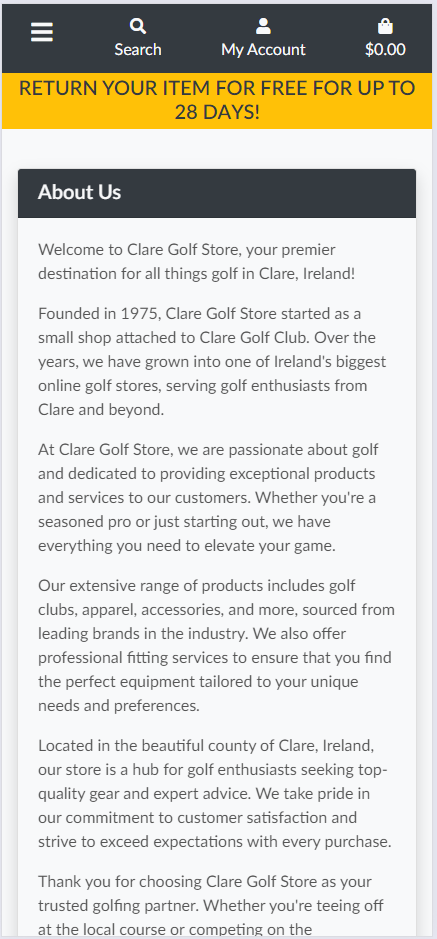 Search
My Account
$0.00
RETURN YOUR ITEM FOR FREE FOR UP TO
28 DAYS!
About Us
Welcome to Clare Golf Store, your premier
destination for all things golf in Clare, Ireland!
Founded in 1975, Clare Golf Store started as a
small shop attached to Clare Golf Club. Over the
years, we have grown into one of Ireland's biggest
online golf stores, serving golf enthusiasts from
Clare and beyond.
At Clare Golf Store, we are passionate about golf
and dedicated to providing exceptional products
and services to our customers. Whether you're a
seasoned pro or just starting out, we have
everything you need to elevate your game.
Our extensive range of products includes golf
clubs, apparel, accessories, and more, sourced from
leading brands in the industry. We also offer
professional fitting services to ensure that you find
the perfect equipment tailored to your unique
needs and preferences.
Located in the beautiful county of Clare, Ireland,
our store is a hub for golf enthusiasts seeking top-
quality gear and expert advice. We take pride in
our commitment to customer satisfaction and
strive to exceed expectations with every purchase.
Thank you for choosing Clare Golf Store as your
trusted golfing partner. Whether you're teeing off
at the local course or competing on the